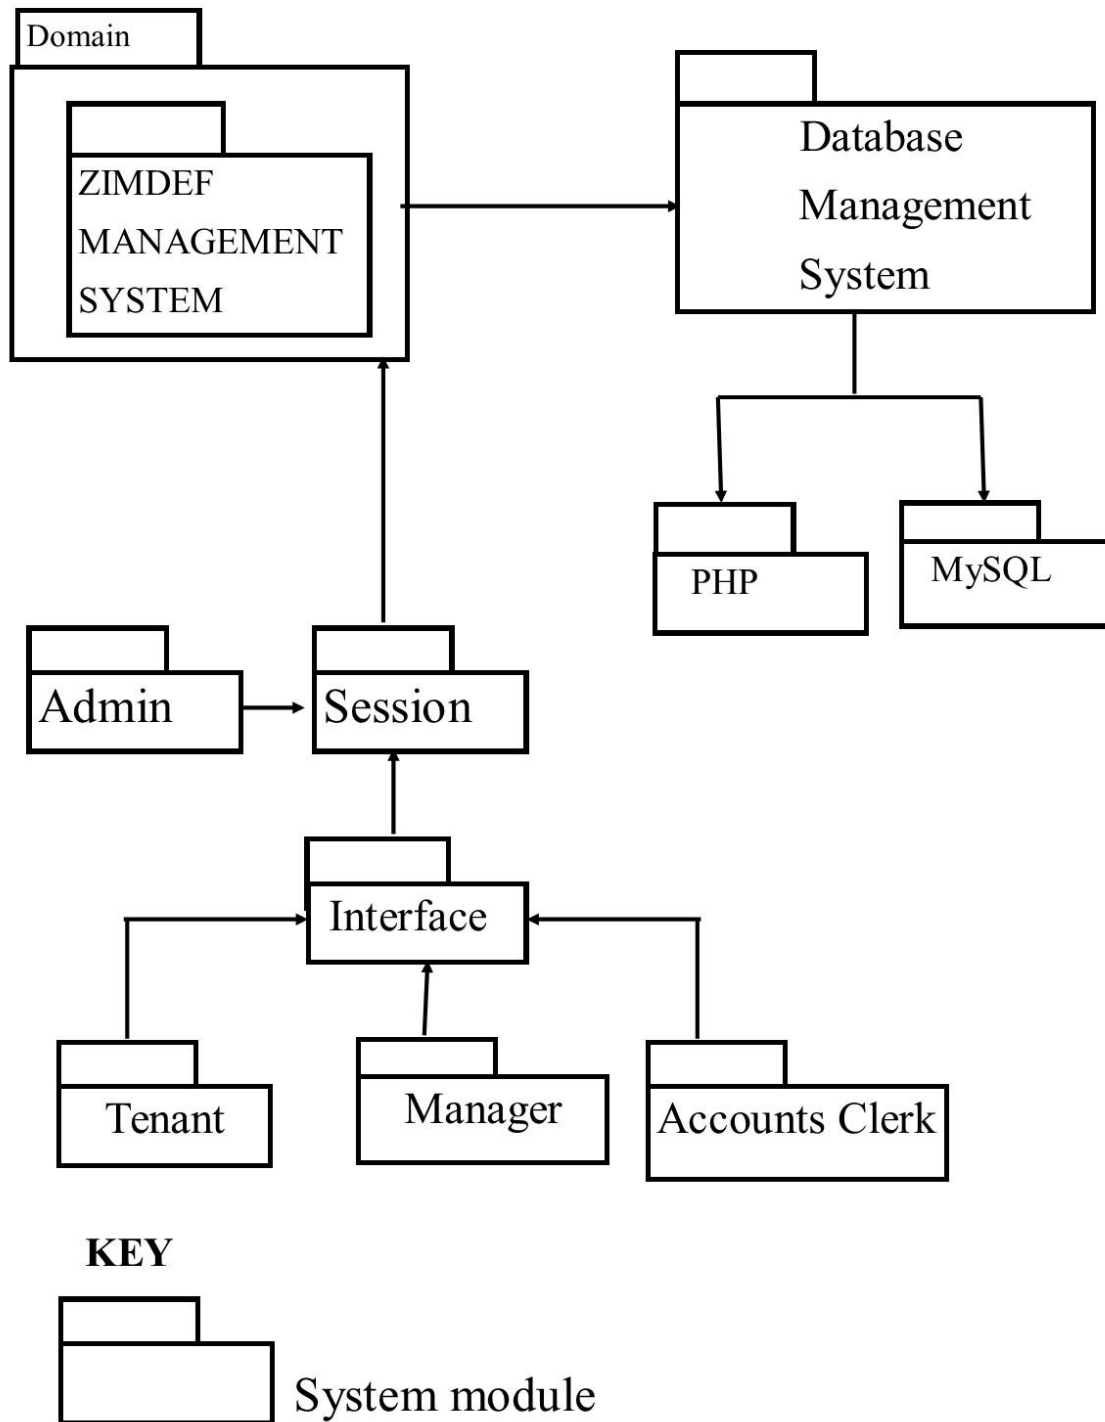 Domain
ZIMDEF
MANAGEMENT
SYSTEM
Database
Management
System
PHP
MySQL
Admin
Session
Interface
Tenant
Manager
Accounts Clerk
KEY
System module